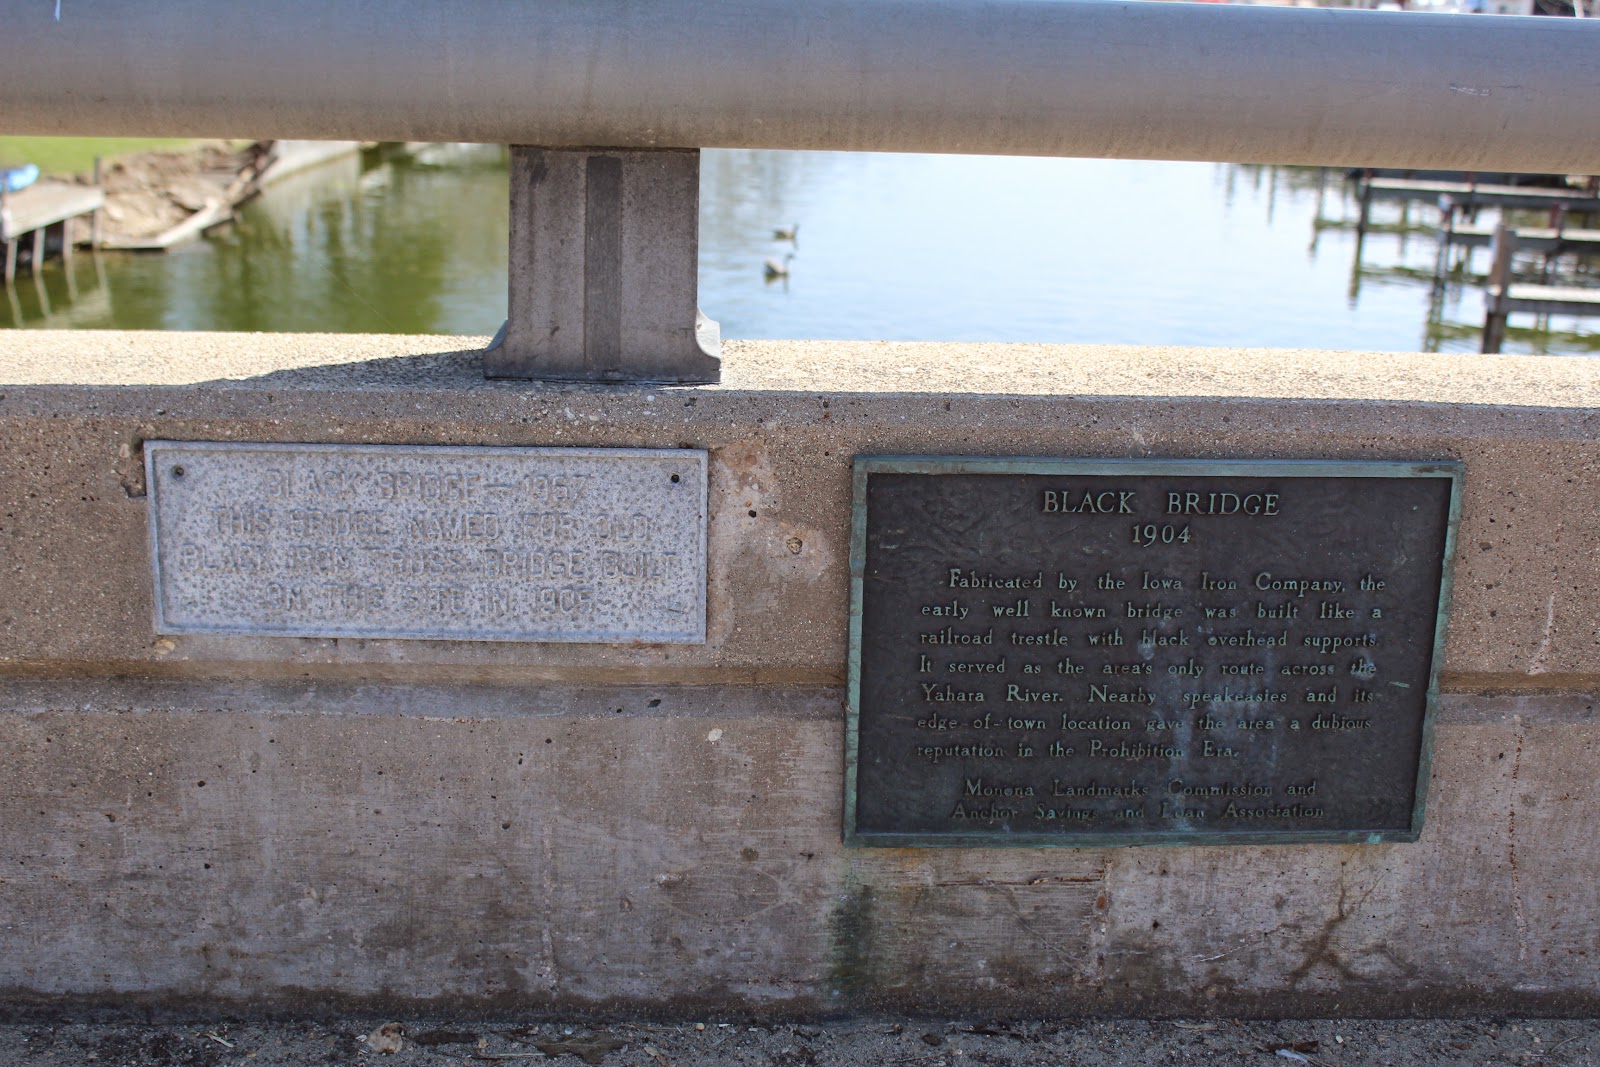 BLACK BRIDGE—1967
THIS BRIDGE NAMED FOR OLD
BLACK IRON TRUSS BRIDGE BUILT
ON THIS SITE IN 1905
BLACK BRIDGE
1904
Fabricated by the Iowa Iron Company, the
early well known bridge was built like a
railroad trestle with black overhead supports.
It served as the area's only route across the
Yahara River. Nearby speakeasies and its
edge-of-town location gave the area a dubious
reputation in the Prohibition Era.
Monona Landmarks Commission and
Anchor Savings and Loan Association